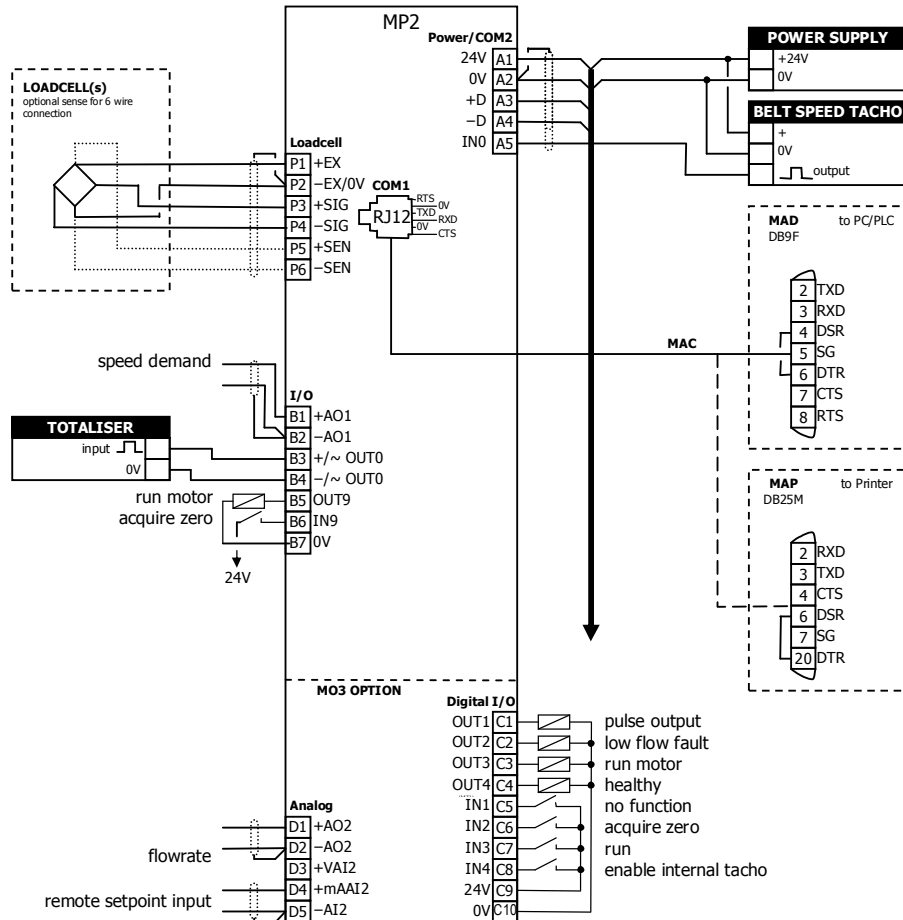 MP2
Power/COM2
24V A1
0V A2
+D A3
−D A4
IN0 A5
POWER SUPPLY
+24V
0V
BELT SPEED TACHO
+
0V
output
LOADCELL(s)
optional sense for 6 wire
connection
Loadcell
P1 +EX
P2 −EX/0V
P3 +SIG
P4 −SIG
P5 +SEN
P6 −SEN
COM1
RJ12
RTS
0V
TXD
RXD
0V
CTS
MAC
MAD to PC/PLC
DB9F
2 TXD
3 RXD
4 DSR
5 SG
6 DTR
7 CTS
8 RTS
speed demand
I/O
B1 +AO1
B2 −AO1
B3 +/~ OUT0
B4 −/~ OUT0
B5 OUT9
B6 IN9
B7 0V
TOTALISER
input
0V
run motor
acquire zero
24V
MAP to Printer
DB25M
2 RXD
3 TXD
4 CTS
6 DSR
7 SG
20 DTR
MO3 OPTION
Digital I/O
OUT1 C1 pulse output
OUT2 C2 low flow fault
OUT3 C3 run motor
OUT4 C4 healthy
IN1 C5 no function
IN2 C6 acquire zero
IN3 C7 run
IN4 C8 enable internal tacho
24V C9
0V C10
Analog
D1 +AO2
D2 −AO2
D3 +VAI2
D4 +mAAI2
D5 −AI2
flowrate
remote setpoint input